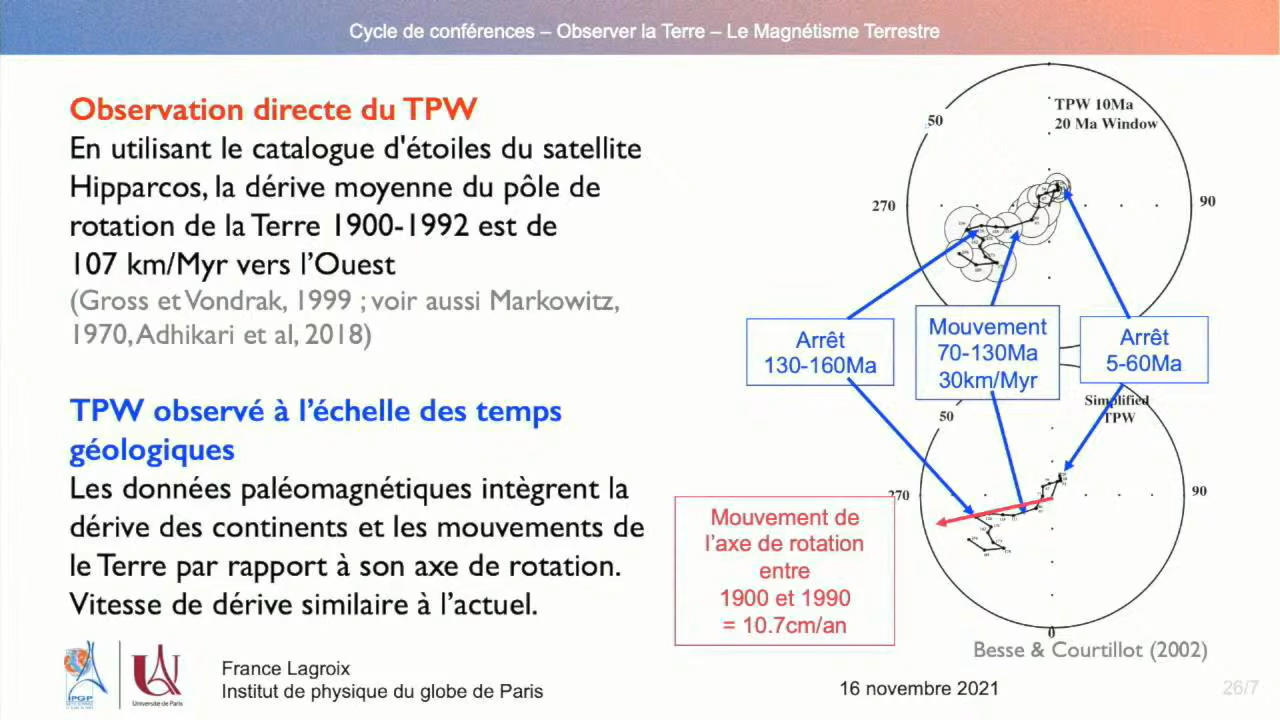 Cycle de conférences – Observer la Terre – Le Magnétisme Terrestre
Observation directe du TPW
En utilisant le catalogue d'étoiles du satellite
Hipparcos, la dérive moyenne du pôle de
rotation de la Terre 1900-1992 est de
107 km/Myr vers l'Ouest
(Gross et Vondrak, 1999 ; voir aussi Markowitz,
1970, Adhikari et al, 2018)
TPW observé à l'échelle des temps
géologiques
Les données paléomagnétiques intègrent la
dérive des continents et les mouvements de
le Terre par rapport à son axe de rotation.
Vitesse de dérive similaire à l'actuel.
TPW 10Ma
20 Ma Window
50
270
90
Arrêt
130-160Ma
Mouvement
70-130Ma
30km/Myr
Arrêt
5-60Ma
Simplified
TPW
50
270
90
0
Mouvement de
l'axe de rotation
entre
1900 et 1990
= 10.7cm/an
Besse & Courtillot (2002)
IPGP
Université de Paris
France Lagroix
Institut de physique du globe de Paris
16 novembre 2021
26/7